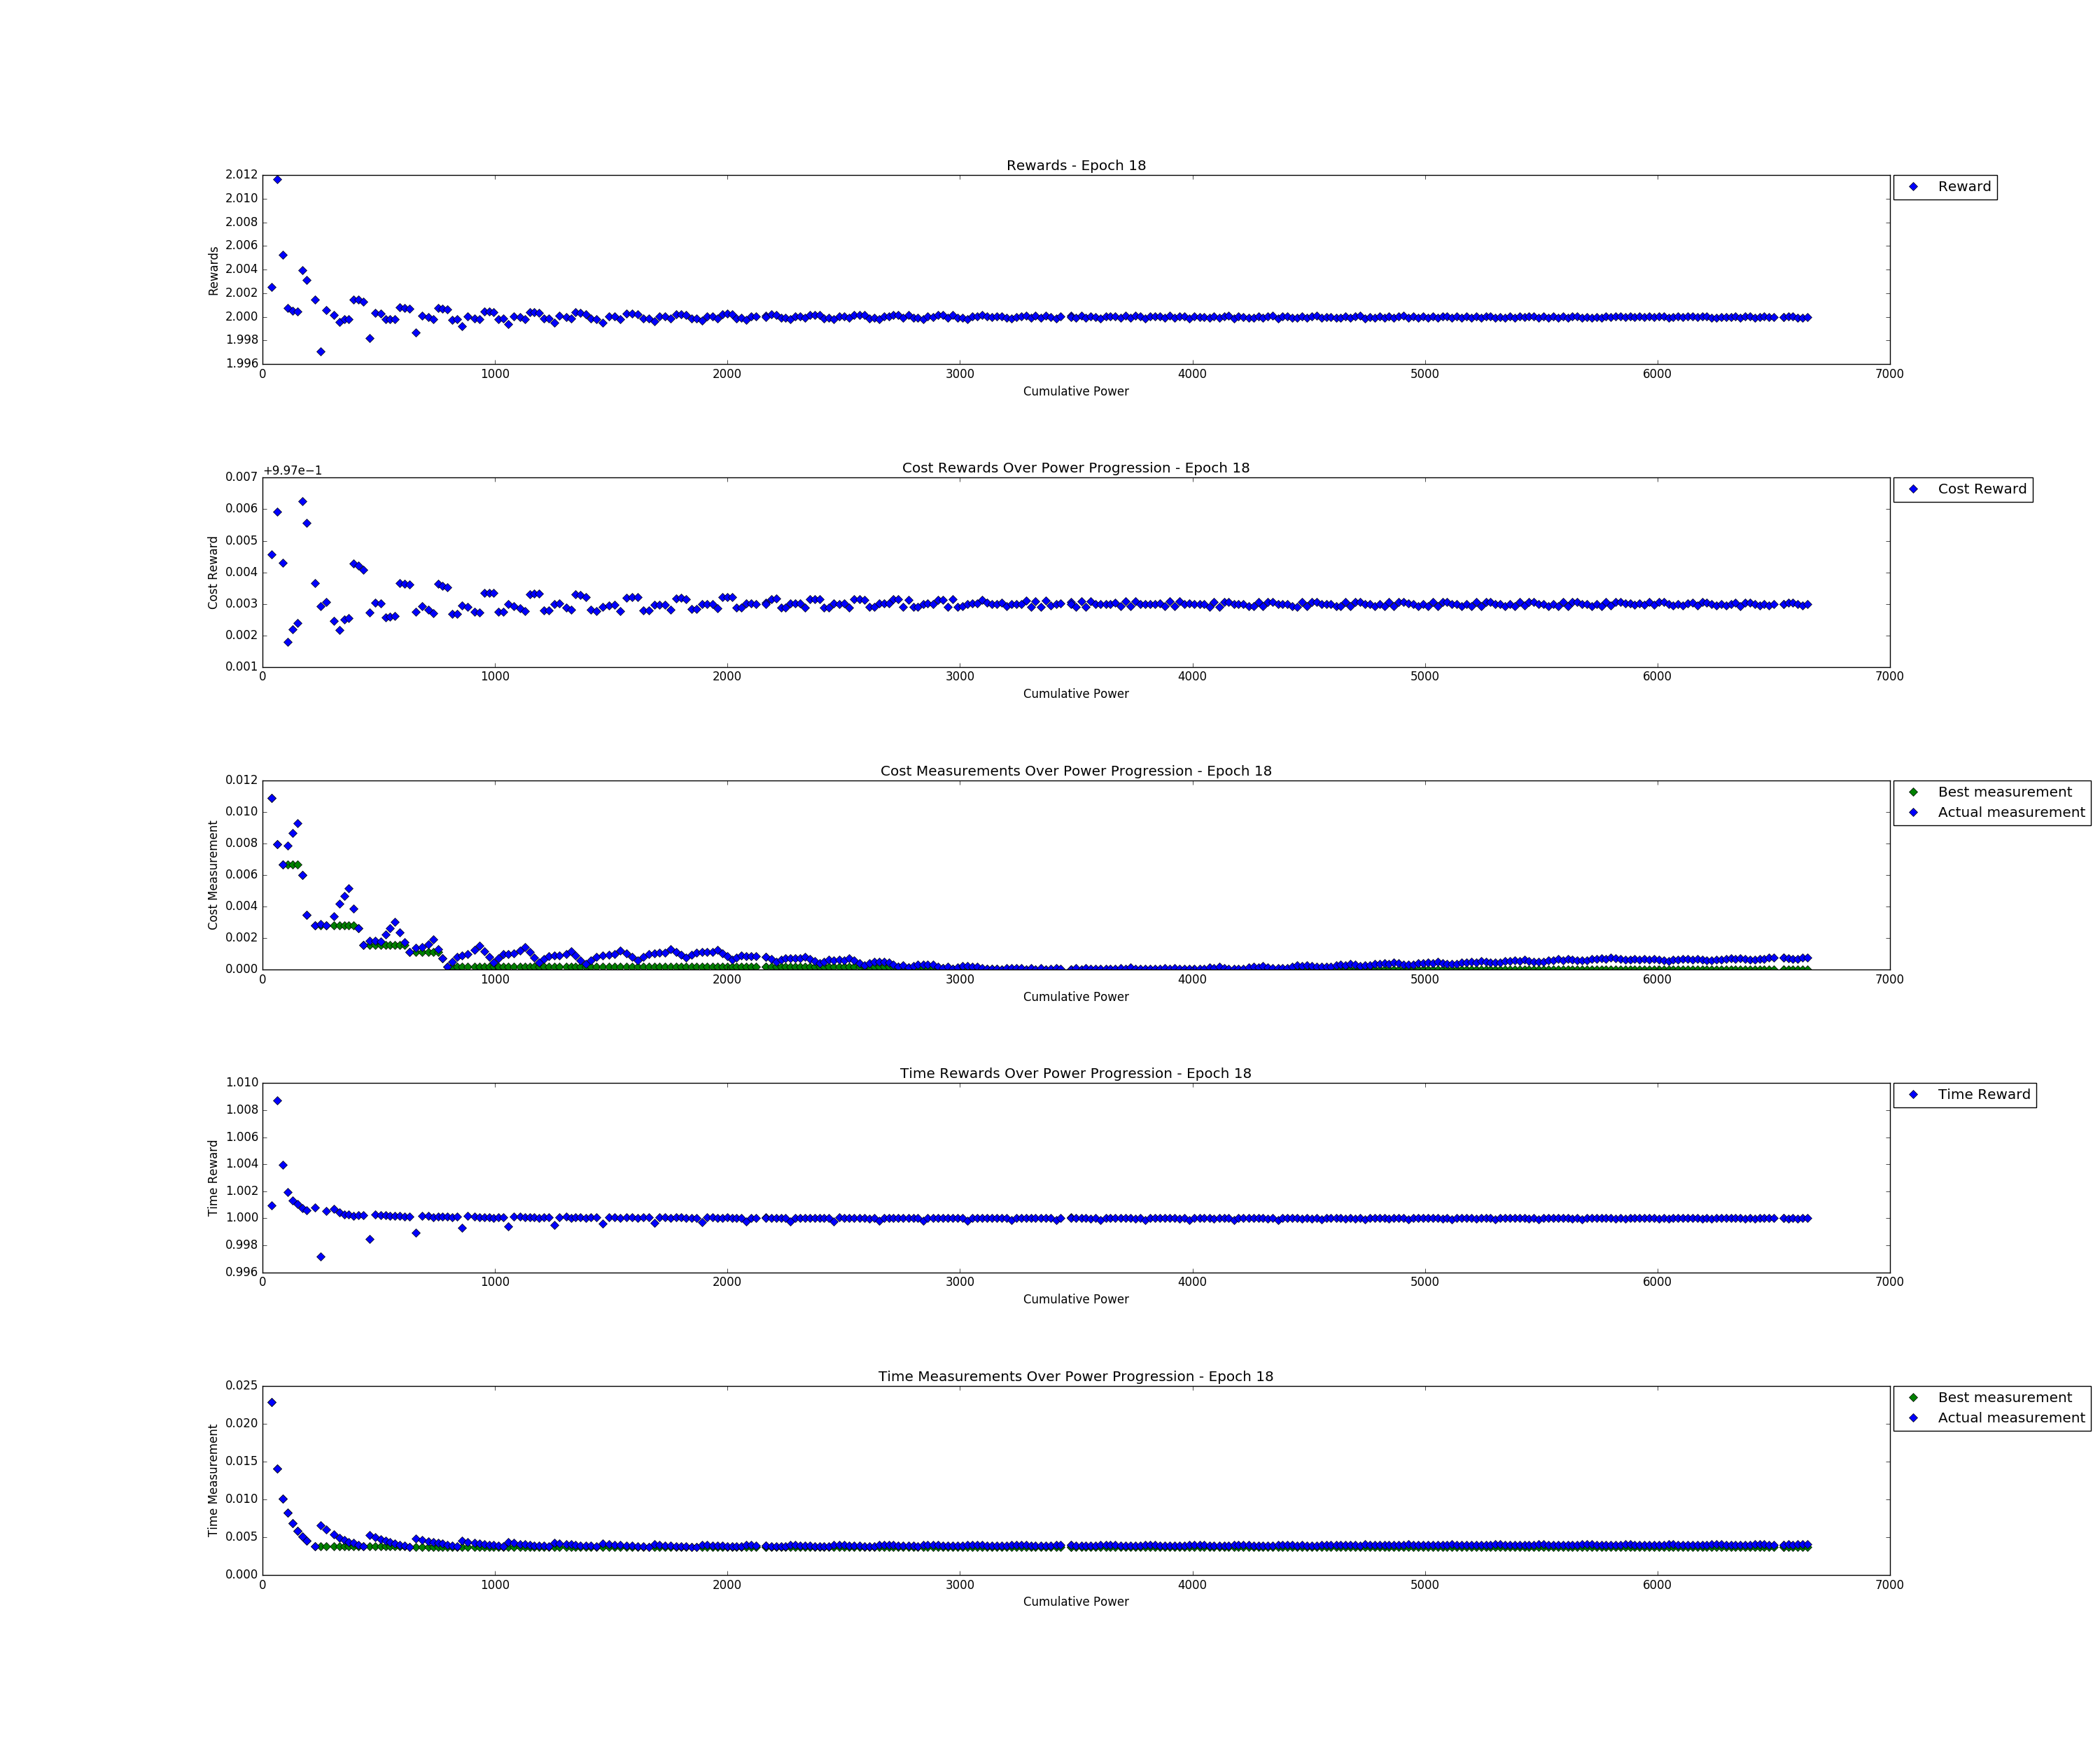 Rewards - Epoch 18
2.012
2.010
2.008
2.006
2.004
2.002
2.000
1.998
1.996
Rewards
0 1000 2000 3000 4000 5000 6000 7000
Cumulative Power
Reward
Cost Rewards Over Power Progression - Epoch 18
+9.97e−1
0.007
0.006
0.005
0.004
0.003
0.002
0.001
Cost Reward
0 1000 2000 3000 4000 5000 6000 7000
Cumulative Power
Cost Reward
Cost Measurements Over Power Progression - Epoch 18
0.012
0.010
0.008
0.006
0.004
0.002
0.000
Cost Measurement
0 1000 2000 3000 4000 5000 6000 7000
Cumulative Power
Best measurement
Actual measurement
Time Rewards Over Power Progression - Epoch 18
1.010
1.008
1.006
1.004
1.002
1.000
0.998
0.996
Time Reward
0 1000 2000 3000 4000 5000 6000 7000
Cumulative Power
Time Reward
Time Measurements Over Power Progression - Epoch 18
0.025
0.020
0.015
0.010
0.005
0.000
Time Measurement
0 1000 2000 3000 4000 5000 6000 7000
Cumulative Power
Best measurement
Actual measurement